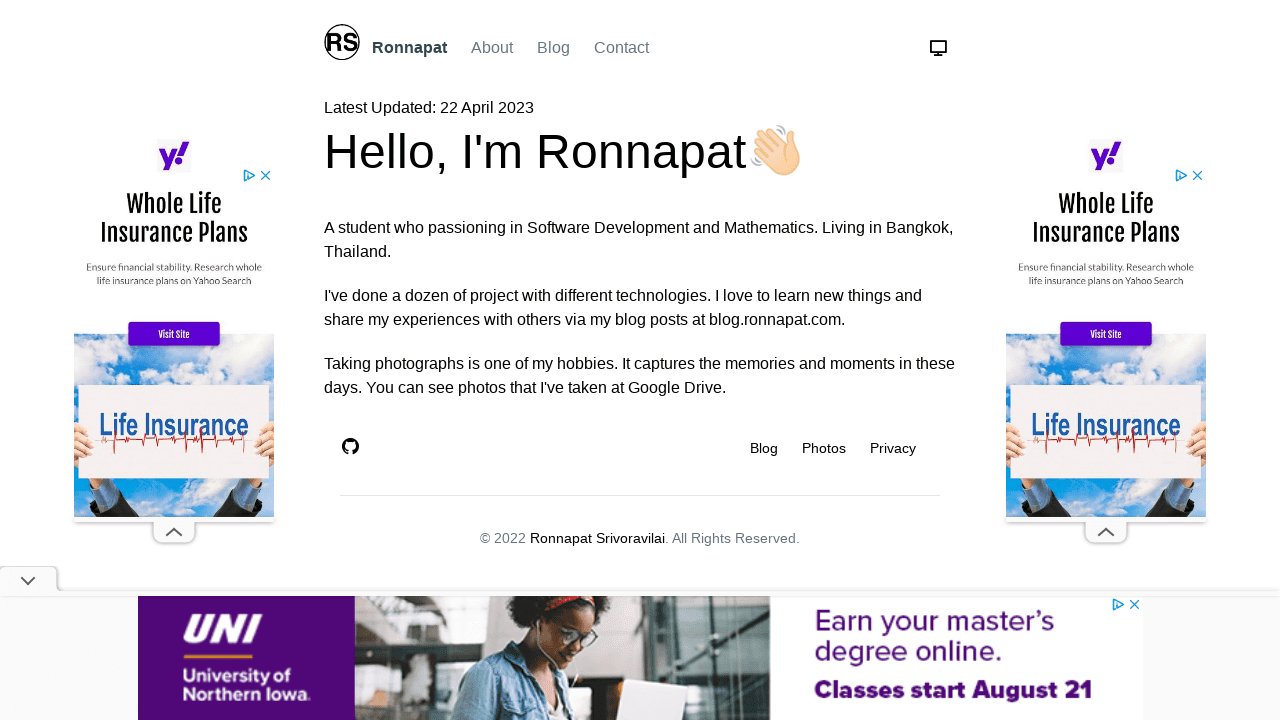 RS Ronnapat About Blog Contact
Latest Updated: 22 April 2023
Hello, I'm Ronnapat👋🏻
A student who passioning in Software Development and Mathematics. Living in Bangkok,
Thailand.
I've done a dozen of project with different technologies. I love to learn new things and
share my experiences with others via my blog posts at blog.ronnapat.com.
Taking photographs is one of my hobbies. It captures the memories and moments in these
days. You can see photos that I've taken at Google Drive.
Blog Photos Privacy
© 2022 Ronnapat Srivoravilai. All Rights Reserved.
y!
Whole Life
Insurance Plans
Ensure financial stability. Research whole
life insurance plans on Yahoo Search
Visit Site
Life Insurance
y!
Whole Life
Insurance Plans
Ensure financial stability. Research whole
life insurance plans on Yahoo Search
Visit Site
Life Insurance
UNI
University of
Northern Iowa.
Earn your master's
degree online.
Classes start August 21